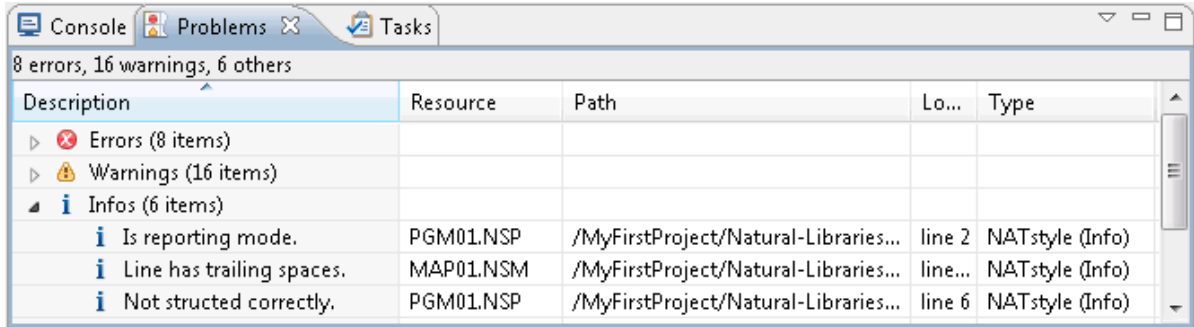 Console Problems Tasks
8 errors, 16 warnings, 6 others
Description Resource Path Lo... Type
Errors (8 items)
Warnings (16 items)
i Infos (6 items)
i Is reporting mode. PGM01.NSP /MyFirstProject/Natural-Libraries... line 2 NATstyle (Info)
i Line has trailing spaces. MAP01.NSM /MyFirstProject/Natural-Libraries... line... NATstyle (Info)
i Not structed correctly. PGM01.NSP /MyFirstProject/Natural-Libraries... line 6 NATstyle (Info)